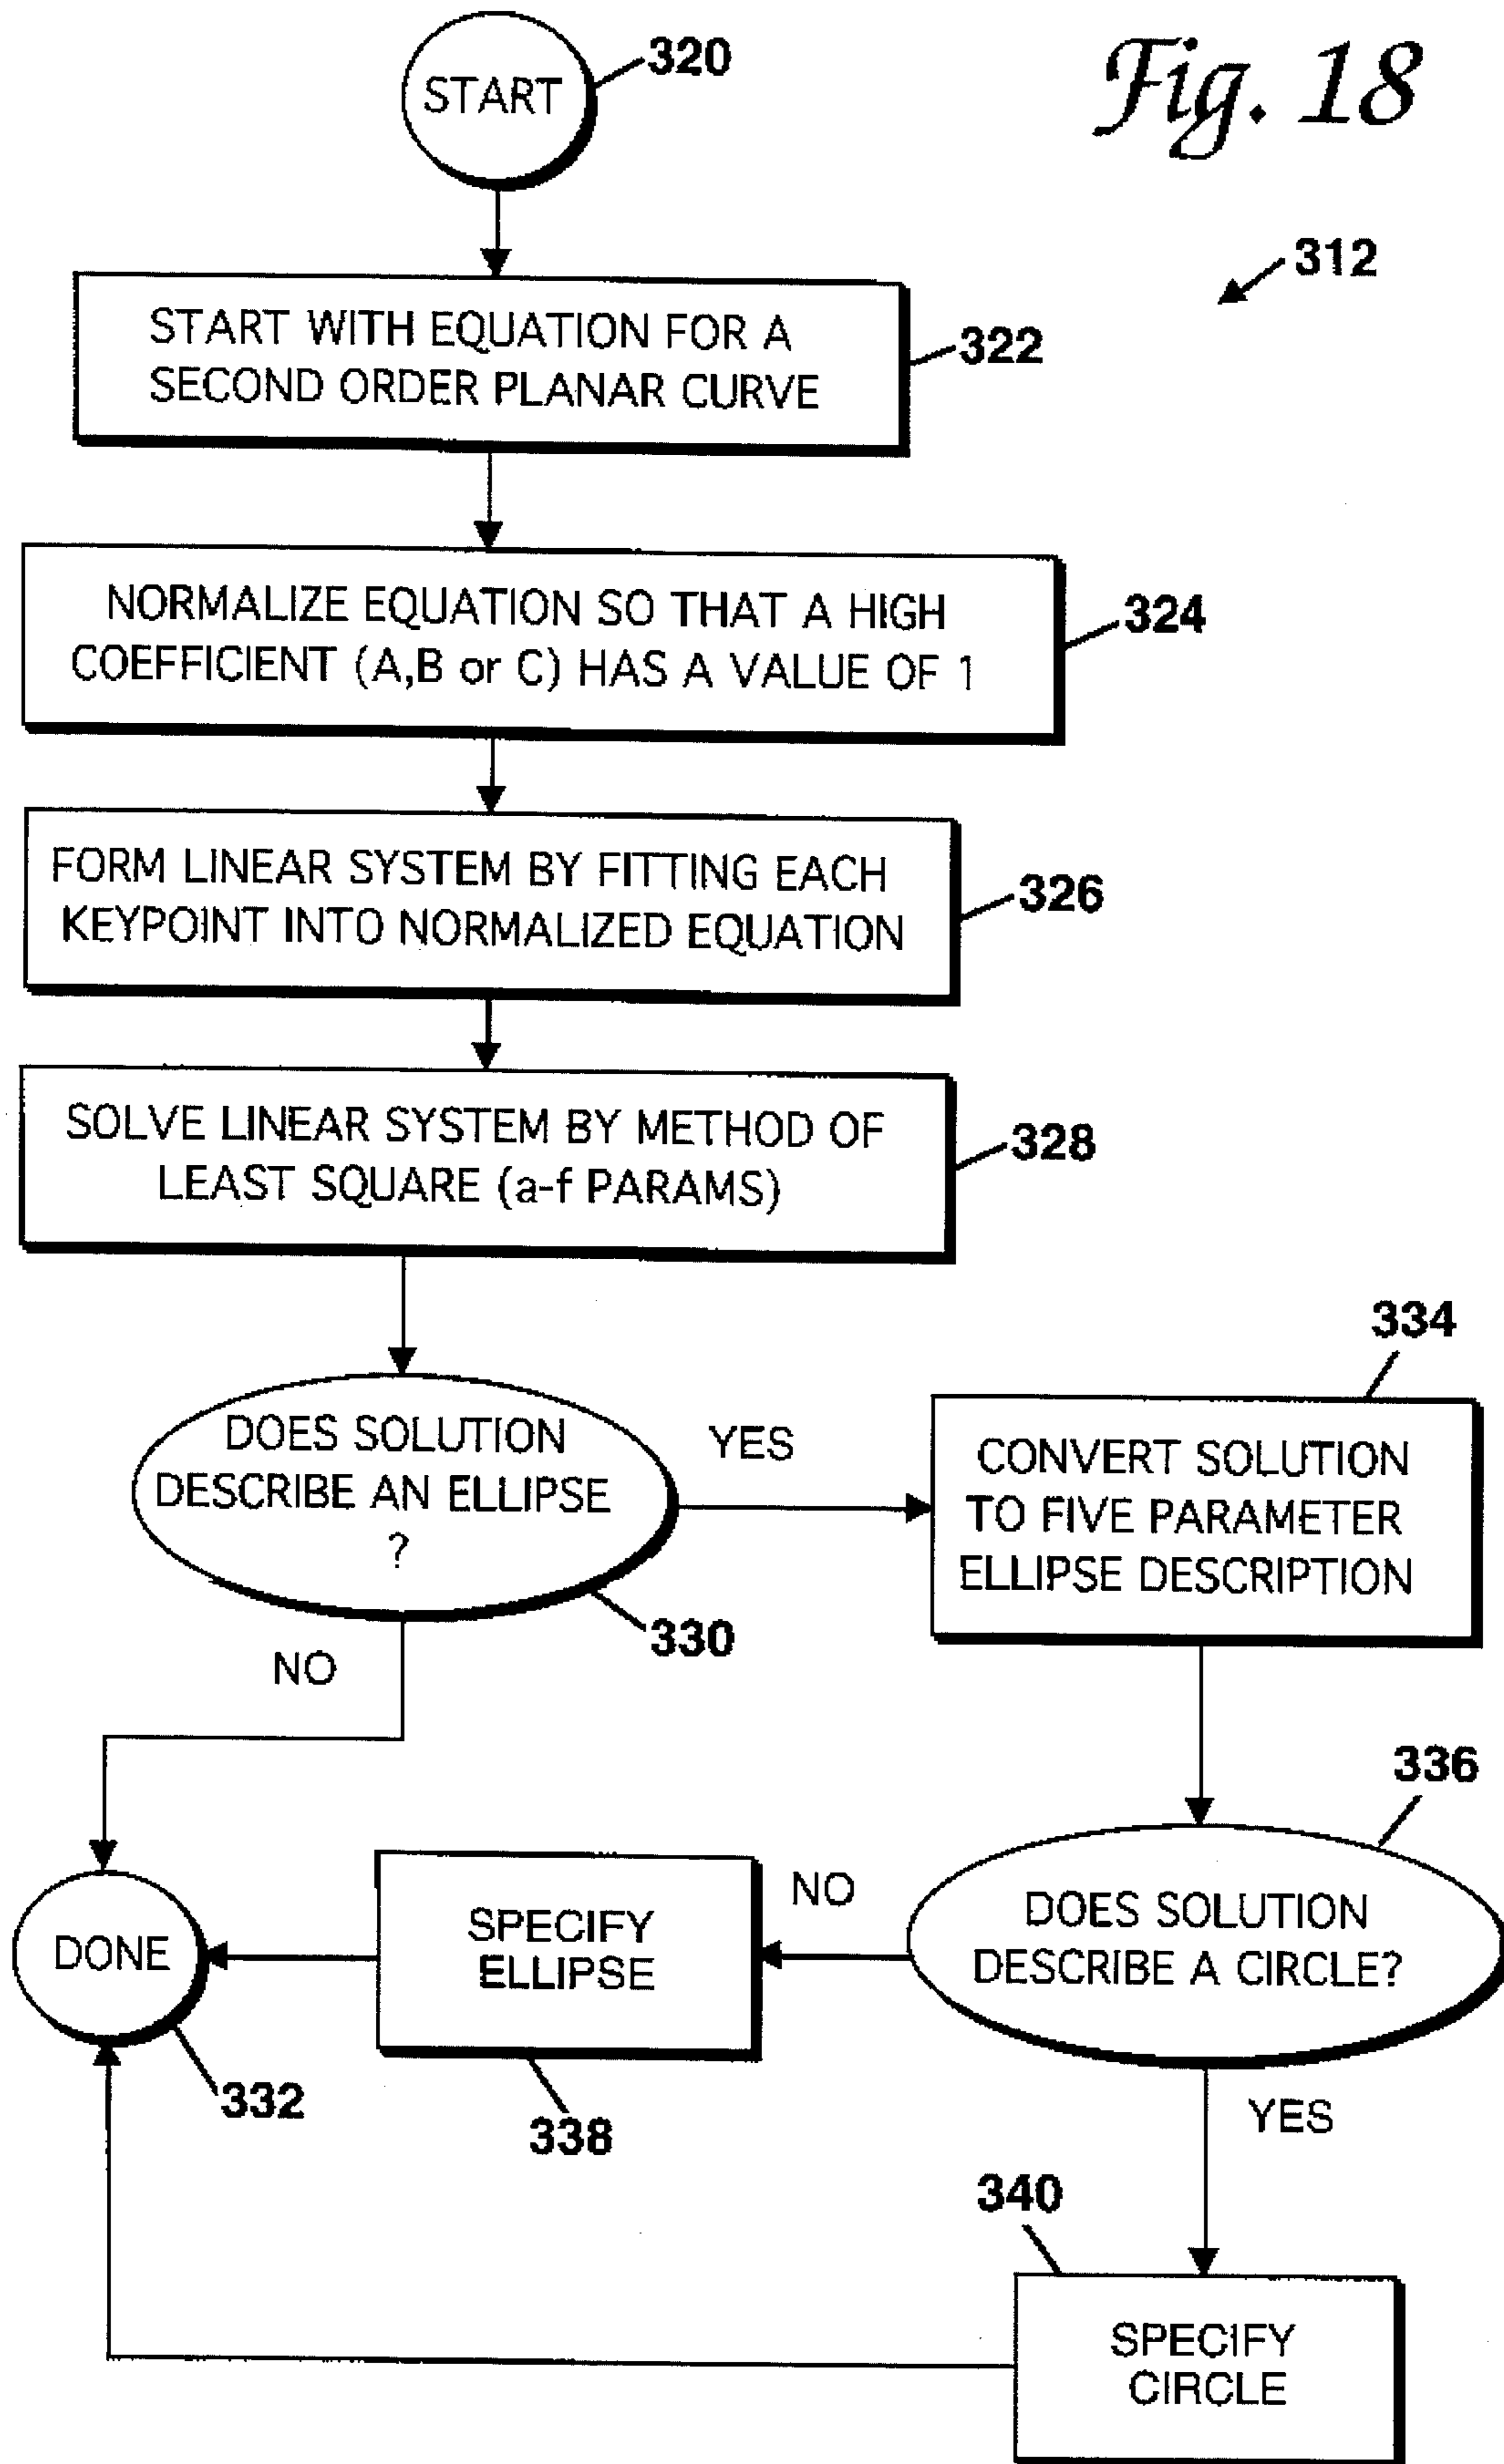 Fig. 18
START
320
312
START WITH EQUATION FOR A
SECOND ORDER PLANAR CURVE
322
NORMALIZE EQUATION SO THAT A HIGH
COEFFICIENT (A,B or C) HAS A VALUE OF 1
324
FORM LINEAR SYSTEM BY FITTING EACH
KEYPOINT INTO NORMALIZED EQUATION
326
SOLVE LINEAR SYSTEM BY METHOD OF
LEAST SQUARE (a-f PARAMS)
328
DOES SOLUTION
DESCRIBE AN ELLIPSE
?
330
YES
NO
334
CONVERT SOLUTION
TO FIVE PARAMETER
ELLIPSE DESCRIPTION
336
DOES SOLUTION
DESCRIBE A CIRCLE?
NO
SPECIFY
ELLIPSE
338
DONE
332
YES
340
SPECIFY
CIRCLE